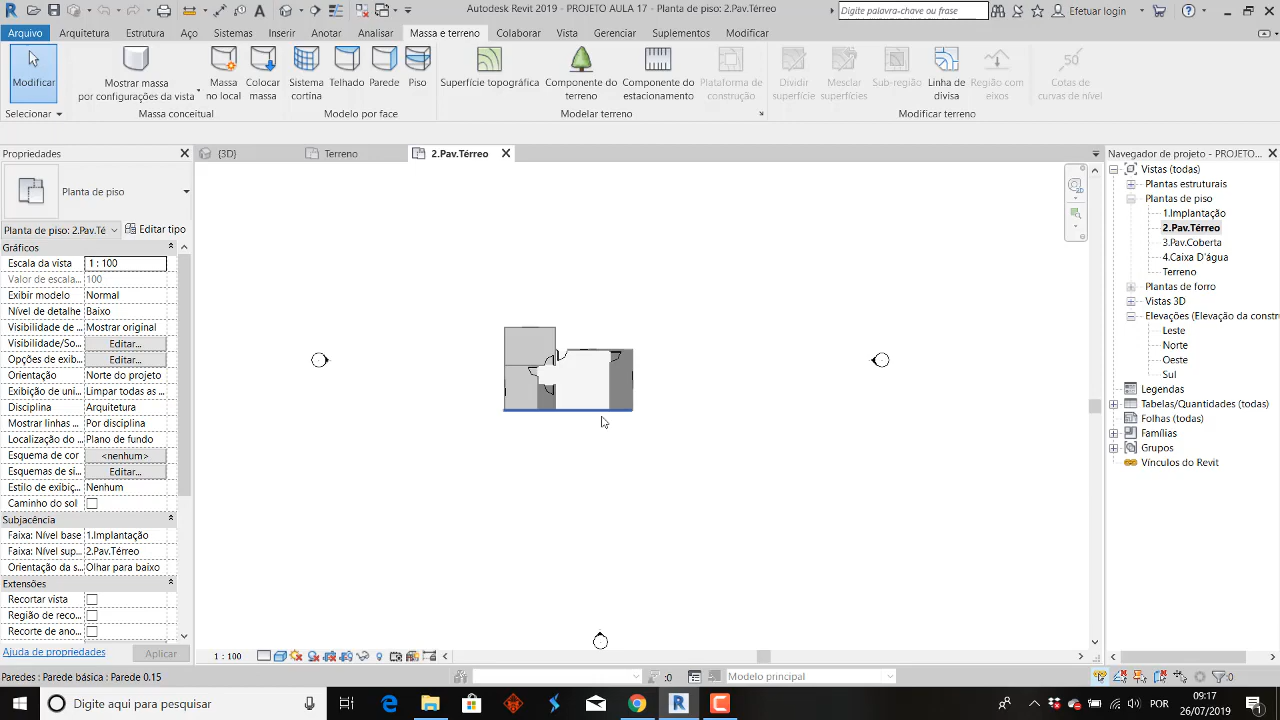 Autodesk Revit 2019 - PROJETO AULA 17 - Planta de piso: 2.Pav.Térreo
Digite palavra-chave ou frase
Efetuar login
Arquivo Arquitetura Estrutura Aço Sistemas Inserir Anotar Analisar Massa e terreno Colaborar Vista Gerenciar Suplementos Modificar
Modificar
Mostrar massa
por configurações da vista
Massa
no local
Colocar
massa
Sistema
cortina
Telhado
Parede
Piso
Superfície topográfica
Componente do
terreno
Componente do
estacionamento
Plataforma de
construção
Dividir
superfície
Mesclar
superfícies
Sub-região
Linha de
divisa
Região com
eixos
50
Cotas de
curvas de nível
Selecionar
Massa conceitual
Modelo por face
Modelar terreno
Modificar terreno
Propriedades
Planta de piso
Planta de piso: 2.Pav.Té
Editar tipo
Gráficos
Escala da vista 1 : 100
Valor de escala... 100
Exibir modelo Normal
Nível de detalhe Baixo
Visibilidade de ... Mostrar original
Visibilidade/So... Editar...
Opções de exib... Editar...
Orientação Norte do projeto
Exibição de uni... Limpar todas as ...
Disciplina Arquitetura
Mostrar linhas ... Por disciplina
Localização do ... Plano de fundo
Esquema de cor <nenhum>
Esquemas de si... Editar...
Estilo de exibiç... Nenhum
Caminho do sol
Subjacência
Faixa: Nível base 1.Implantação
Faixa: Nível sup... 2.Pav.Térreo
Orientação da s... Olhar para baixo
Extensões
Recortar vista
Região de reco...
Recorte de ano...
Ajuda de propriedades
Aplicar
{3D}
Terreno
2.Pav.Térreo
2D
Navegador de projeto - PROJETO...
Vistas (todas)
Plantas estruturais
Plantas de piso
1.Implantação
2.Pav.Térreo
3.Pav.Coberta
4.Caixa D'água
Terreno
Plantas de forro
Vistas 3D
Elevações (Elevação da constr
Leste
Norte
Oeste
Sul
Legendas
Tabelas/Quantidades (todas)
Folhas (todas)
Famílias
Grupos
Vínculos do Revit
1 : 100
Paredes : Parede básica : Parede 0.15
:0
Modelo principal
:0
Digite aqui para pesquisar
POR
09:17
26/07/2019